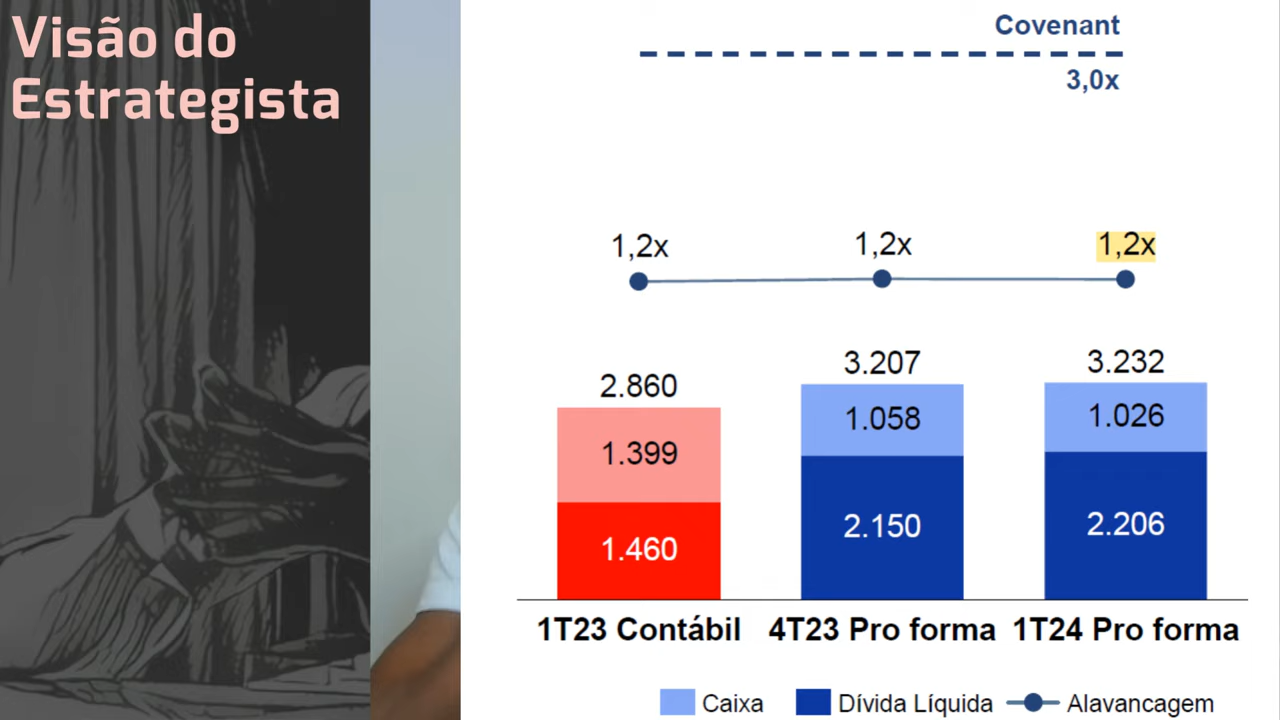 Visão do
Estrategista
Covenant
3,0x
1,2x 1,2x 1,2x
2.860 3.207 3.232
1.399 1.058 1.026
1.460 2.150 2.206
1T23 Contábil 4T23 Pro forma 1T24 Pro forma
Caixa Dívida Líquida Alavancagem